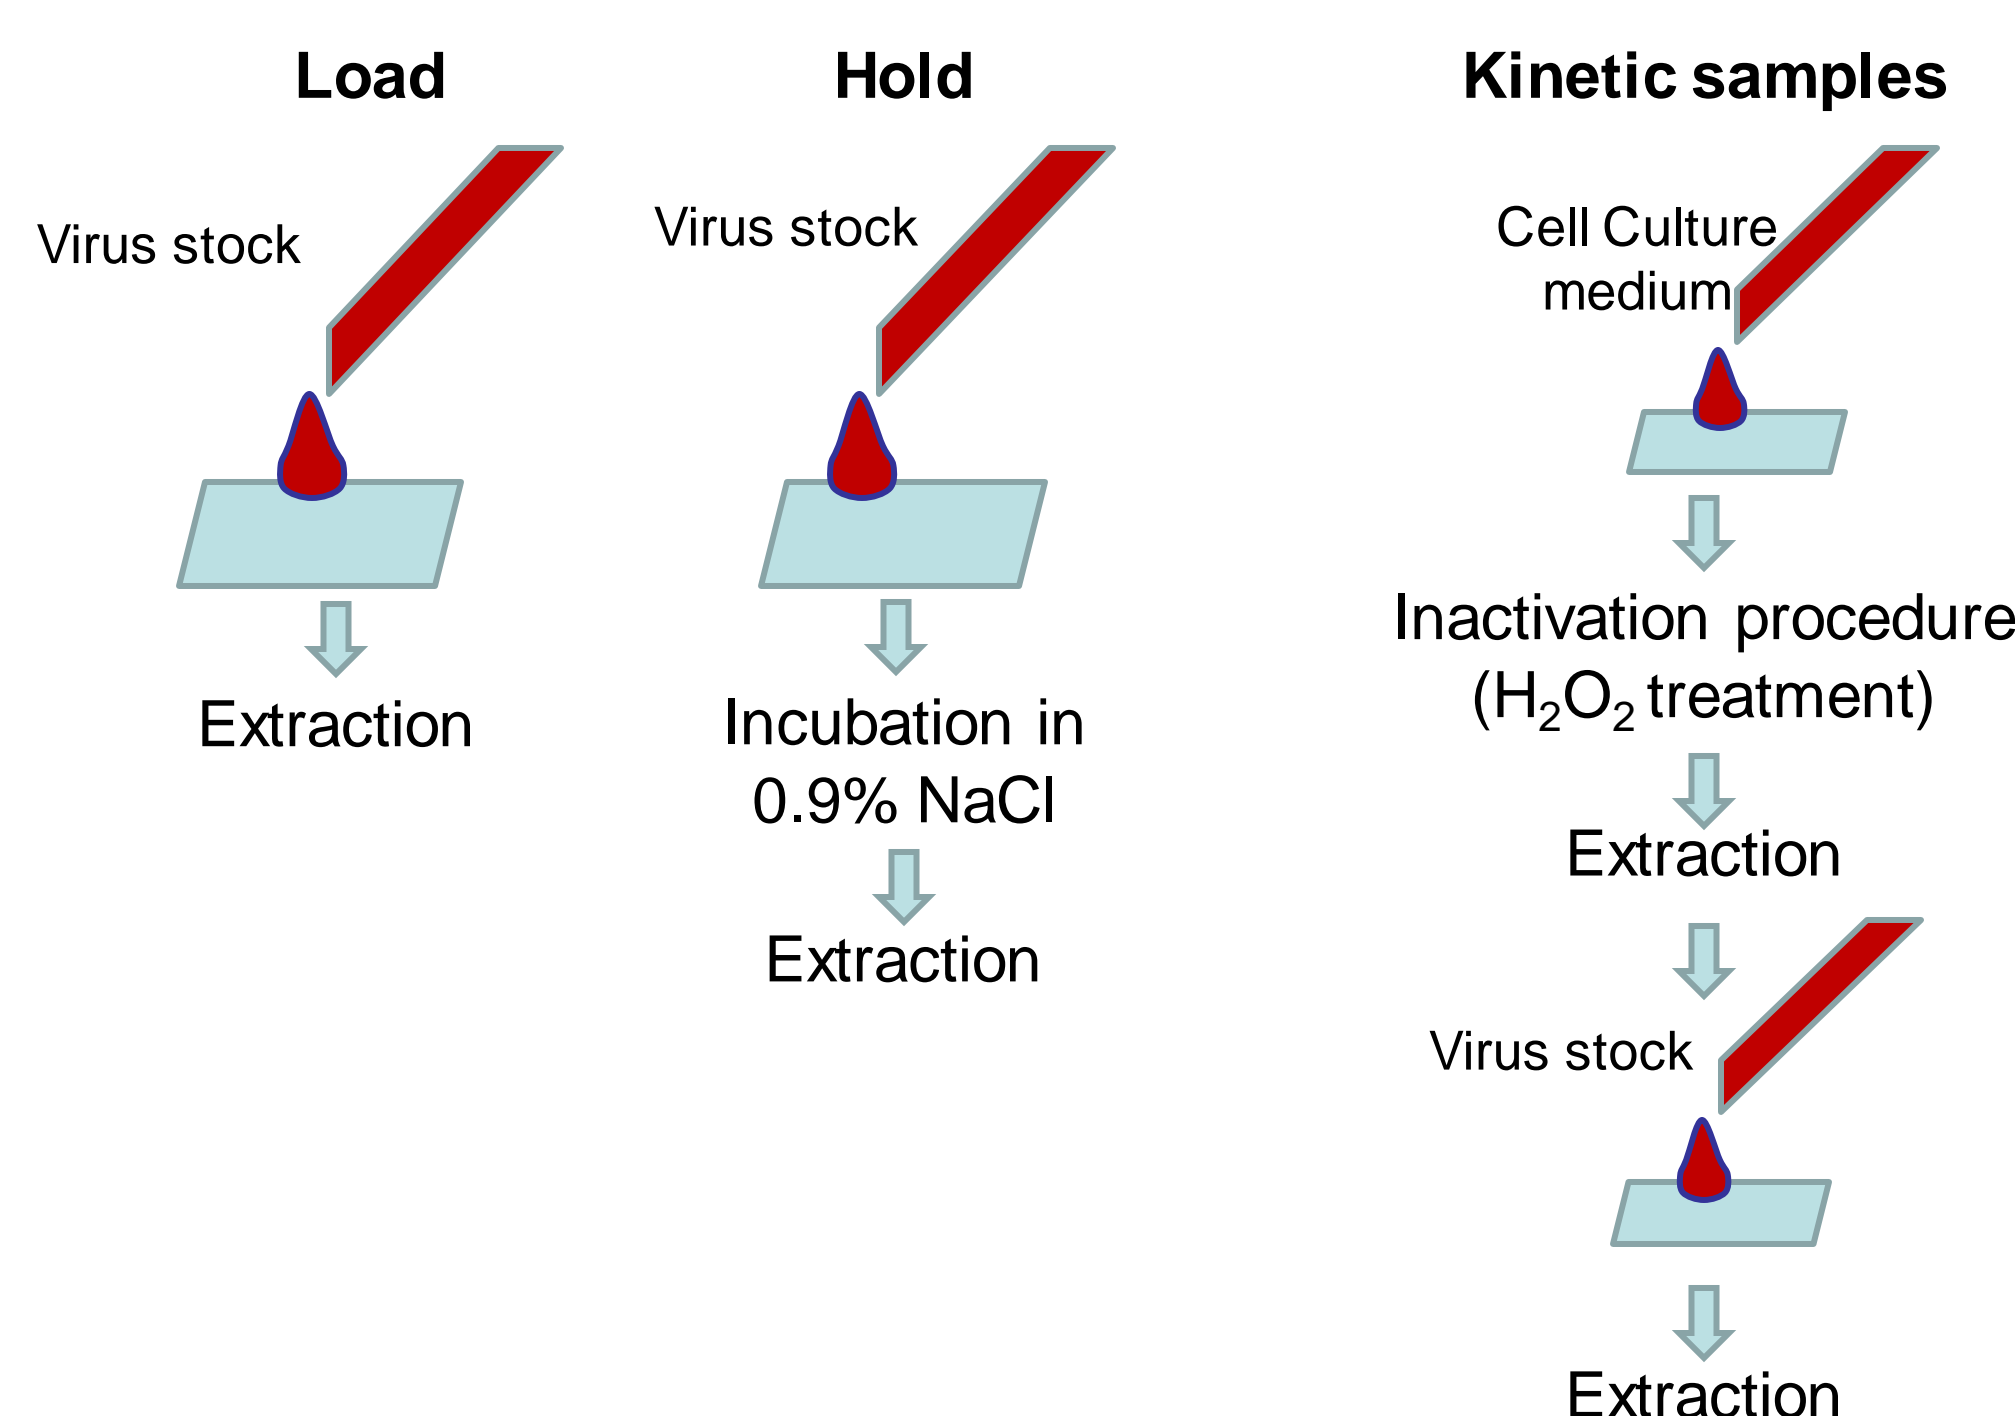 Load
Virus stock
Extraction
Hold
Virus stock
Incubation in
0.9% NaCl
Extraction
Kinetic samples
Cell Culture
medium
Inactivation procedure
(H₂O₂ treatment)
Extraction
Virus stock
Extraction